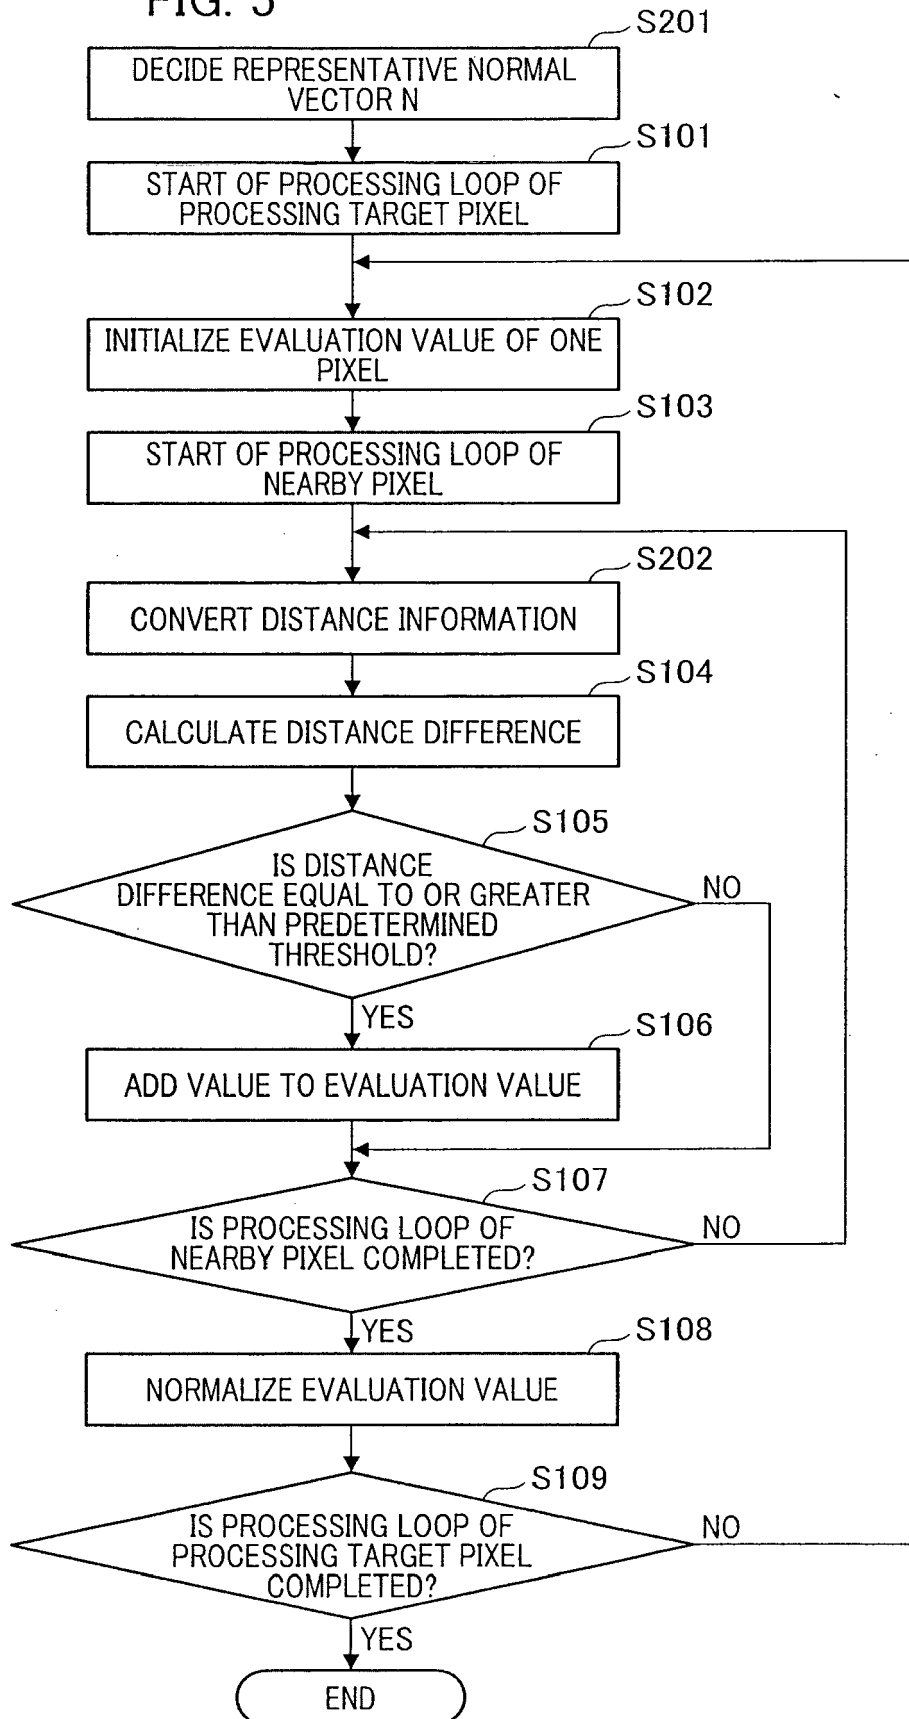 S201
DECIDE REPRESENTATIVE NORMAL
VECTOR N
S101
START OF PROCESSING LOOP OF
PROCESSING TARGET PIXEL
S102
INITIALIZE EVALUATION VALUE OF ONE
PIXEL
S103
START OF PROCESSING LOOP OF
NEARBY PIXEL
S202
CONVERT DISTANCE INFORMATION
S104
CALCULATE DISTANCE DIFFERENCE
S105
IS DISTANCE
DIFFERENCE EQUAL TO OR GREATER
THAN PREDETERMINED
THRESHOLD?
NO
YES
S106
ADD VALUE TO EVALUATION VALUE
S107
IS PROCESSING LOOP OF
NEARBY PIXEL COMPLETED?
NO
YES
S108
NORMALIZE EVALUATION VALUE
S109
IS PROCESSING LOOP OF
PROCESSING TARGET PIXEL
COMPLETED?
NO
YES
END